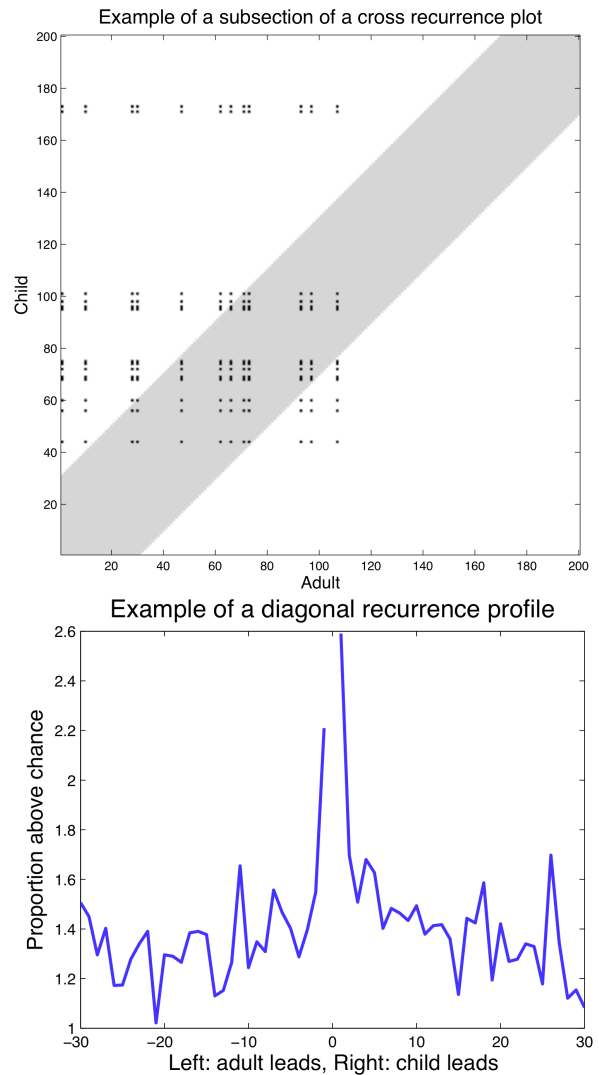 Example of a subsection of a cross recurrence plot
200
180
160
140
120
100
80
60
40
20
Child
20 40 60 80 100 120 140 160 180 200
Adult
Example of a diagonal recurrence profile
2.6
2.4
2.2
2
1.8
1.6
1.4
1.2
1
Proportion above chance
−30 −20 −10 0 10 20 30
Left: adult leads, Right: child leads